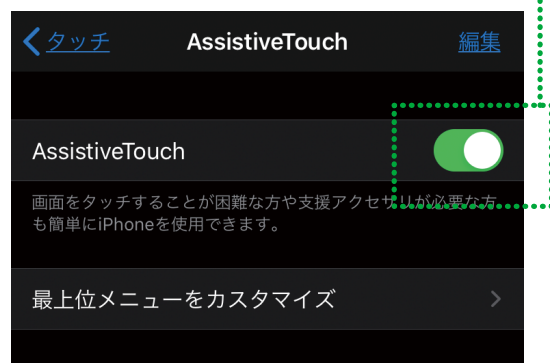 タッチ AssistiveTouch 編集
AssistiveTouch
画面をタッチすることが困難な方や支援アクセサリが必要な方
も簡単にiPhoneを使用できます。
最上位メニューをカスタマイズ